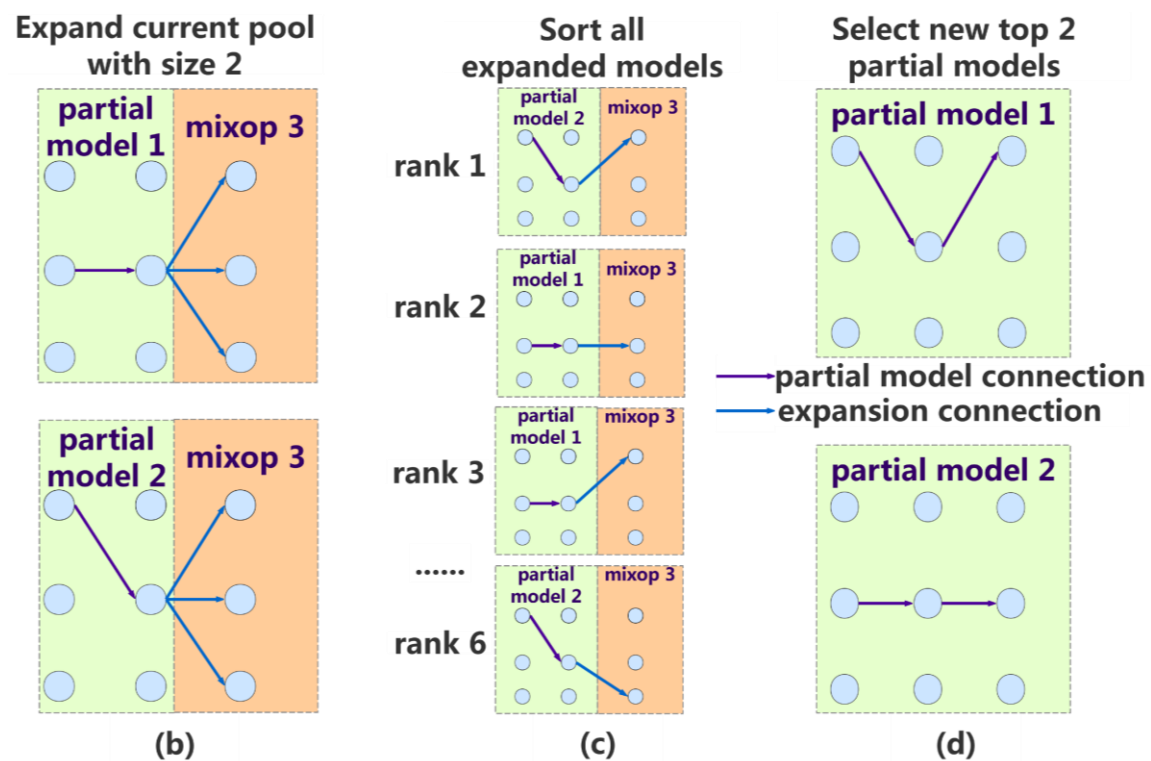 Expand current pool
with size 2
partial
model 1
mixop 3
partial
model 2
mixop 3
(b)
Sort all
expanded models
rank 1
partial
model 2
mixop 3
rank 2
partial
model 1
mixop 3
rank 3
partial
model 1
mixop 3
......
rank 6
partial
model 2
mixop 3
(c)
Select new top 2
partial models
partial model 1
partial model connection
expansion connection
partial model 2
(d)